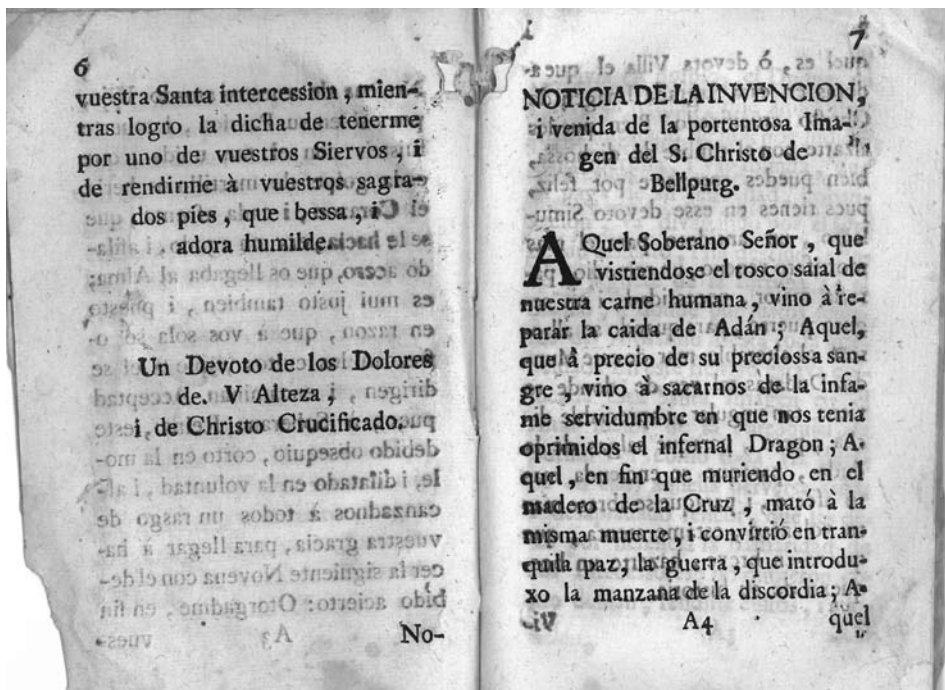 6
vuestra Santa intercession, mien-
tras logro la dicha de tenerme
por uno de vuestros Siervos, i
de rendirme à vuestros sagra-
dos pies, que bessa, i
adora humilde.
Un Devoto de los Dolores
de. V Alteza,
i, de Christo Crucificado.
No-
7
NOTICIA DE LA INVENCION,
i venida de la portentosa Ima-
gen del S. Christo de
Bellpurg.
AQuel Soberano Señor, que
vistiendose el tosco saial de
nuestra carne humana, vino à re-
parar la caida de Adán; Aquel,
que à precio de su preciossa san-
gre, vino à sacarnos de la infa-
me servidumbre en que nos tenia
oprimidos el infernal Dragon; A-
quel, en fin que muriendo en el
madero de la Cruz, mató à la
misma muerte, i convirtió en tran-
quila paz, la guerra, que introdu-
xo la manzana de la discordia; A-
A4
quel